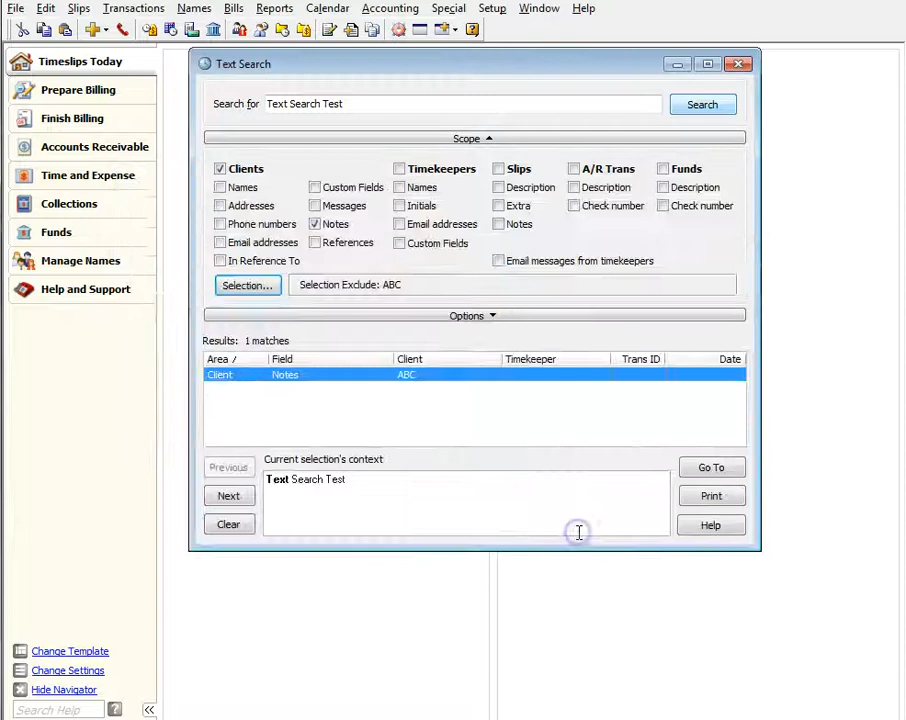 File Edit Slips Transactions Names Bills Reports Calendar Accounting Special Setup Window Help
Timeslips Today
Prepare Billing
Finish Billing
Accounts Receivable
Time and Expense
Collections
Funds
Manage Names
Help and Support
Change Template
Change Settings
Hide Navigator
Search Help ? <<
Text Search
Search for Text Search Test Search
Scope
Clients Timekeepers Slips A/R Trans Funds
Names Custom Fields Names Description Description Description
Addresses Messages Initials Extra Check number Check number
Phone numbers Notes Email addresses Notes
Email addresses References Custom Fields
In Reference To Email messages from timekeepers
Selection... Selection Exclude: ABC
Options
Results: 1 matches
Area / Field Client Timekeeper Trans ID Date
Client Notes ABC
Current selection's context
Previous Text Search Test Go To
Next Print
Clear Help